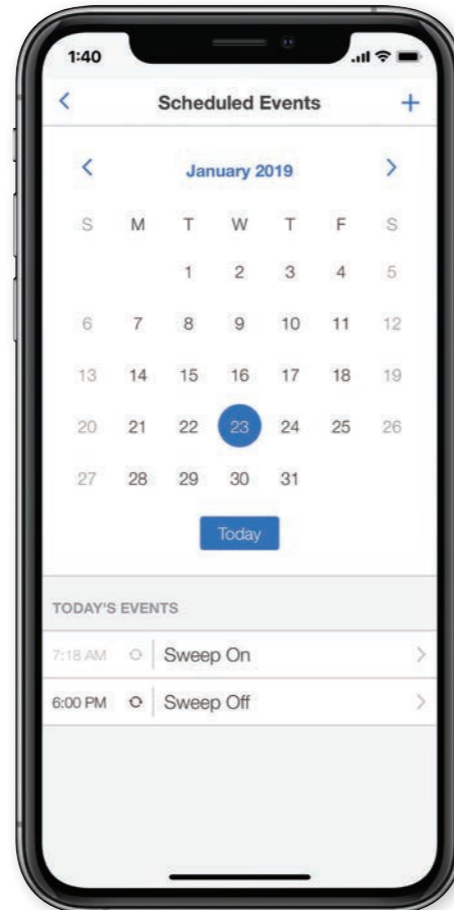 1:40
Scheduled Events +
January 2019
S M T W T F S
1 2 3 4 5
6 7 8 9 10 11 12
13 14 15 16 17 18 19
20 21 22 23 24 25 26
27 28 29 30 31
Today
TODAY'S EVENTS
7:18 AM Sweep On
6:00 PM Sweep Off